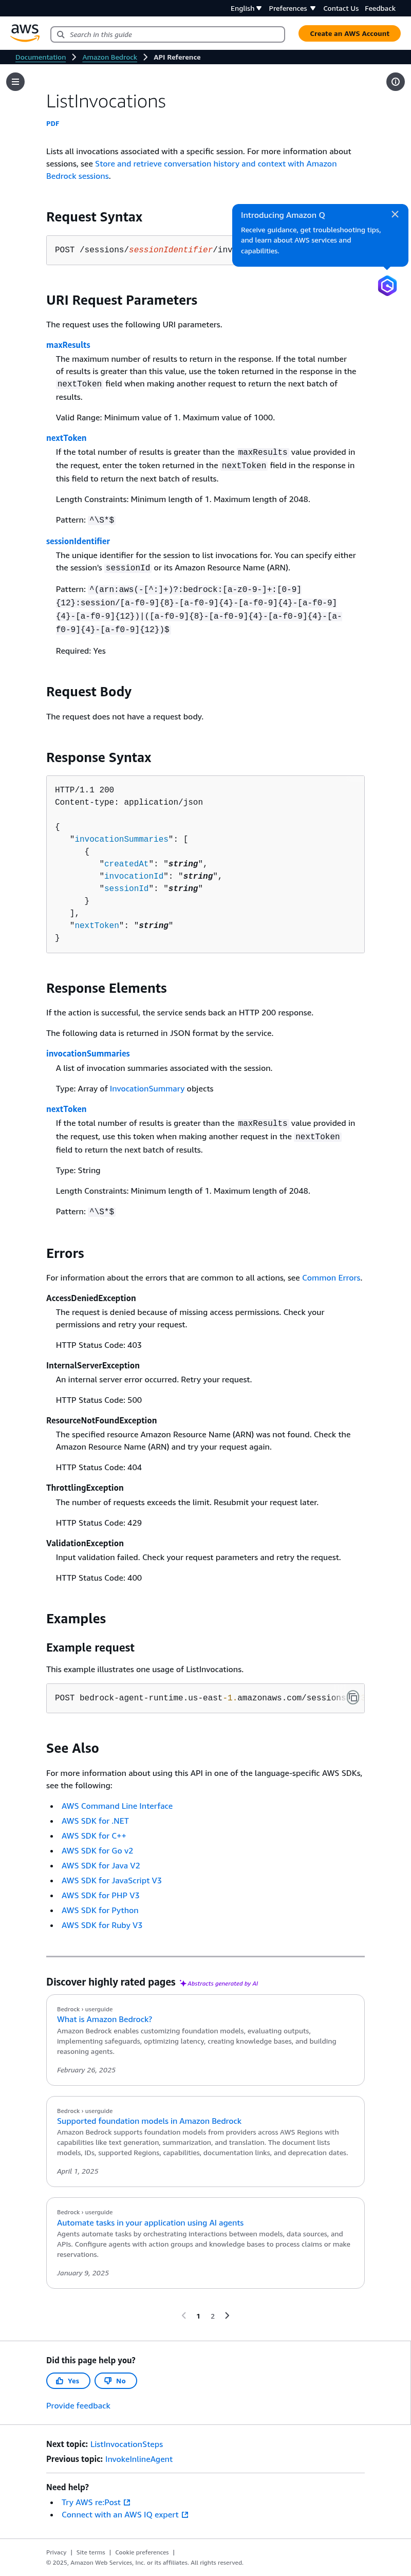 English
Preferences
Contact Us
Feedback
aws
Search in this guide
Create an AWS Account
Documentation
Amazon Bedrock
API Reference
ListInvocations
PDF
Lists all invocations associated with a specific session. For more information about
sessions, see Store and retrieve conversation history and context with Amazon
Bedrock sessions.
Request Syntax
Introducing Amazon Q
Receive guidance, get troubleshooting tips,
and learn about AWS services and
capabilities.
POST /sessions/sessionIdentifier/inv
URI Request Parameters
The request uses the following URI parameters.
maxResults
The maximum number of results to return in the response. If the total number
of results is greater than this value, use the token returned in the response in the
nextToken field when making another request to return the next batch of
results.
Valid Range: Minimum value of 1. Maximum value of 1000.
nextToken
If the total number of results is greater than the maxResults value provided in
the request, enter the token returned in the nextToken field in the response in
this field to return the next batch of results.
Length Constraints: Minimum length of 1. Maximum length of 2048.
Pattern: ^\S*$
sessionIdentifier
The unique identifier for the session to list invocations for. You can specify either
the session's sessionId or its Amazon Resource Name (ARN).
Pattern: ^(arn:aws(-[^:]+)?:bedrock:[a-z0-9-]+:[0-9]
{12}:session/[a-f0-9]{8}-[a-f0-9]{4}-[a-f0-9]{4}-[a-f0-9]
{4}-[a-f0-9]{12})|([a-f0-9]{8}-[a-f0-9]{4}-[a-f0-9]{4}-[a-
f0-9]{4}-[a-f0-9]{12})$
Required: Yes
Request Body
The request does not have a request body.
Response Syntax
HTTP/1.1 200
Content-type: application/json
{
"invocationSummaries": [
{
"createdAt": "string",
"invocationId": "string",
"sessionId": "string"
}
],
"nextToken": "string"
}
Response Elements
If the action is successful, the service sends back an HTTP 200 response.
The following data is returned in JSON format by the service.
invocationSummaries
A list of invocation summaries associated with the session.
Type: Array of InvocationSummary objects
nextToken
If the total number of results is greater than the maxResults value provided in
the request, use this token when making another request in the nextToken
field to return the next batch of results.
Type: String
Length Constraints: Minimum length of 1. Maximum length of 2048.
Pattern: ^\S*$
Errors
For information about the errors that are common to all actions, see Common Errors.
AccessDeniedException
The request is denied because of missing access permissions. Check your
permissions and retry your request.
HTTP Status Code: 403
InternalServerException
An internal server error occurred. Retry your request.
HTTP Status Code: 500
ResourceNotFoundException
The specified resource Amazon Resource Name (ARN) was not found. Check the
Amazon Resource Name (ARN) and try your request again.
HTTP Status Code: 404
ThrottlingException
The number of requests exceeds the limit. Resubmit your request later.
HTTP Status Code: 429
ValidationException
Input validation failed. Check your request parameters and retry the request.
HTTP Status Code: 400
Examples
Example request
This example illustrates one usage of ListInvocations.
POST bedrock-agent-runtime.us-east-1.amazonaws.com/sessions
See Also
For more information about using this API in one of the language-specific AWS SDKs,
see the following:
• AWS Command Line Interface
• AWS SDK for .NET
• AWS SDK for C++
• AWS SDK for Go v2
• AWS SDK for Java V2
• AWS SDK for JavaScript V3
• AWS SDK for PHP V3
• AWS SDK for Python
• AWS SDK for Ruby V3
Discover highly rated pages Abstracts generated by AI
Bedrock › userguide
What is Amazon Bedrock?
Amazon Bedrock enables customizing foundation models, evaluating outputs,
implementing safeguards, optimizing latency, creating knowledge bases, and building
reasoning agents.
February 26, 2025
Bedrock › userguide
Supported foundation models in Amazon Bedrock
Amazon Bedrock supports foundation models from providers across AWS Regions with
capabilities like text generation, summarization, and translation. The document lists
models, IDs, supported Regions, capabilities, documentation links, and deprecation dates.
April 1, 2025
Bedrock › userguide
Automate tasks in your application using AI agents
Agents automate tasks by orchestrating interactions between models, data sources, and
APIs. Configure agents with action groups and knowledge bases to process claims or make
reservations.
January 9, 2025
1 2
Did this page help you?
Yes
No
Provide feedback
Next topic: ListInvocationSteps
Previous topic: InvokeInlineAgent
Need help?
• Try AWS re:Post
• Connect with an AWS IQ expert
Privacy | Site terms | Cookie preferences |
© 2025, Amazon Web Services, Inc. or its affiliates. All rights reserved.